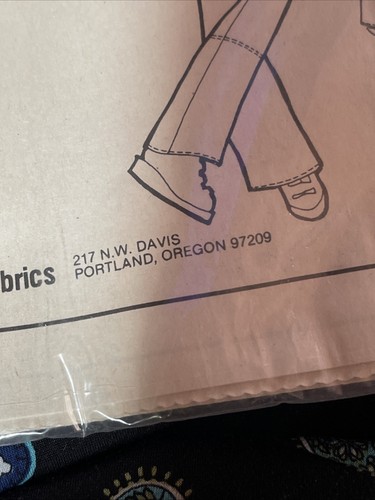 brics
217 N.W. DAVIS
PORTLAND, OREGON 97209